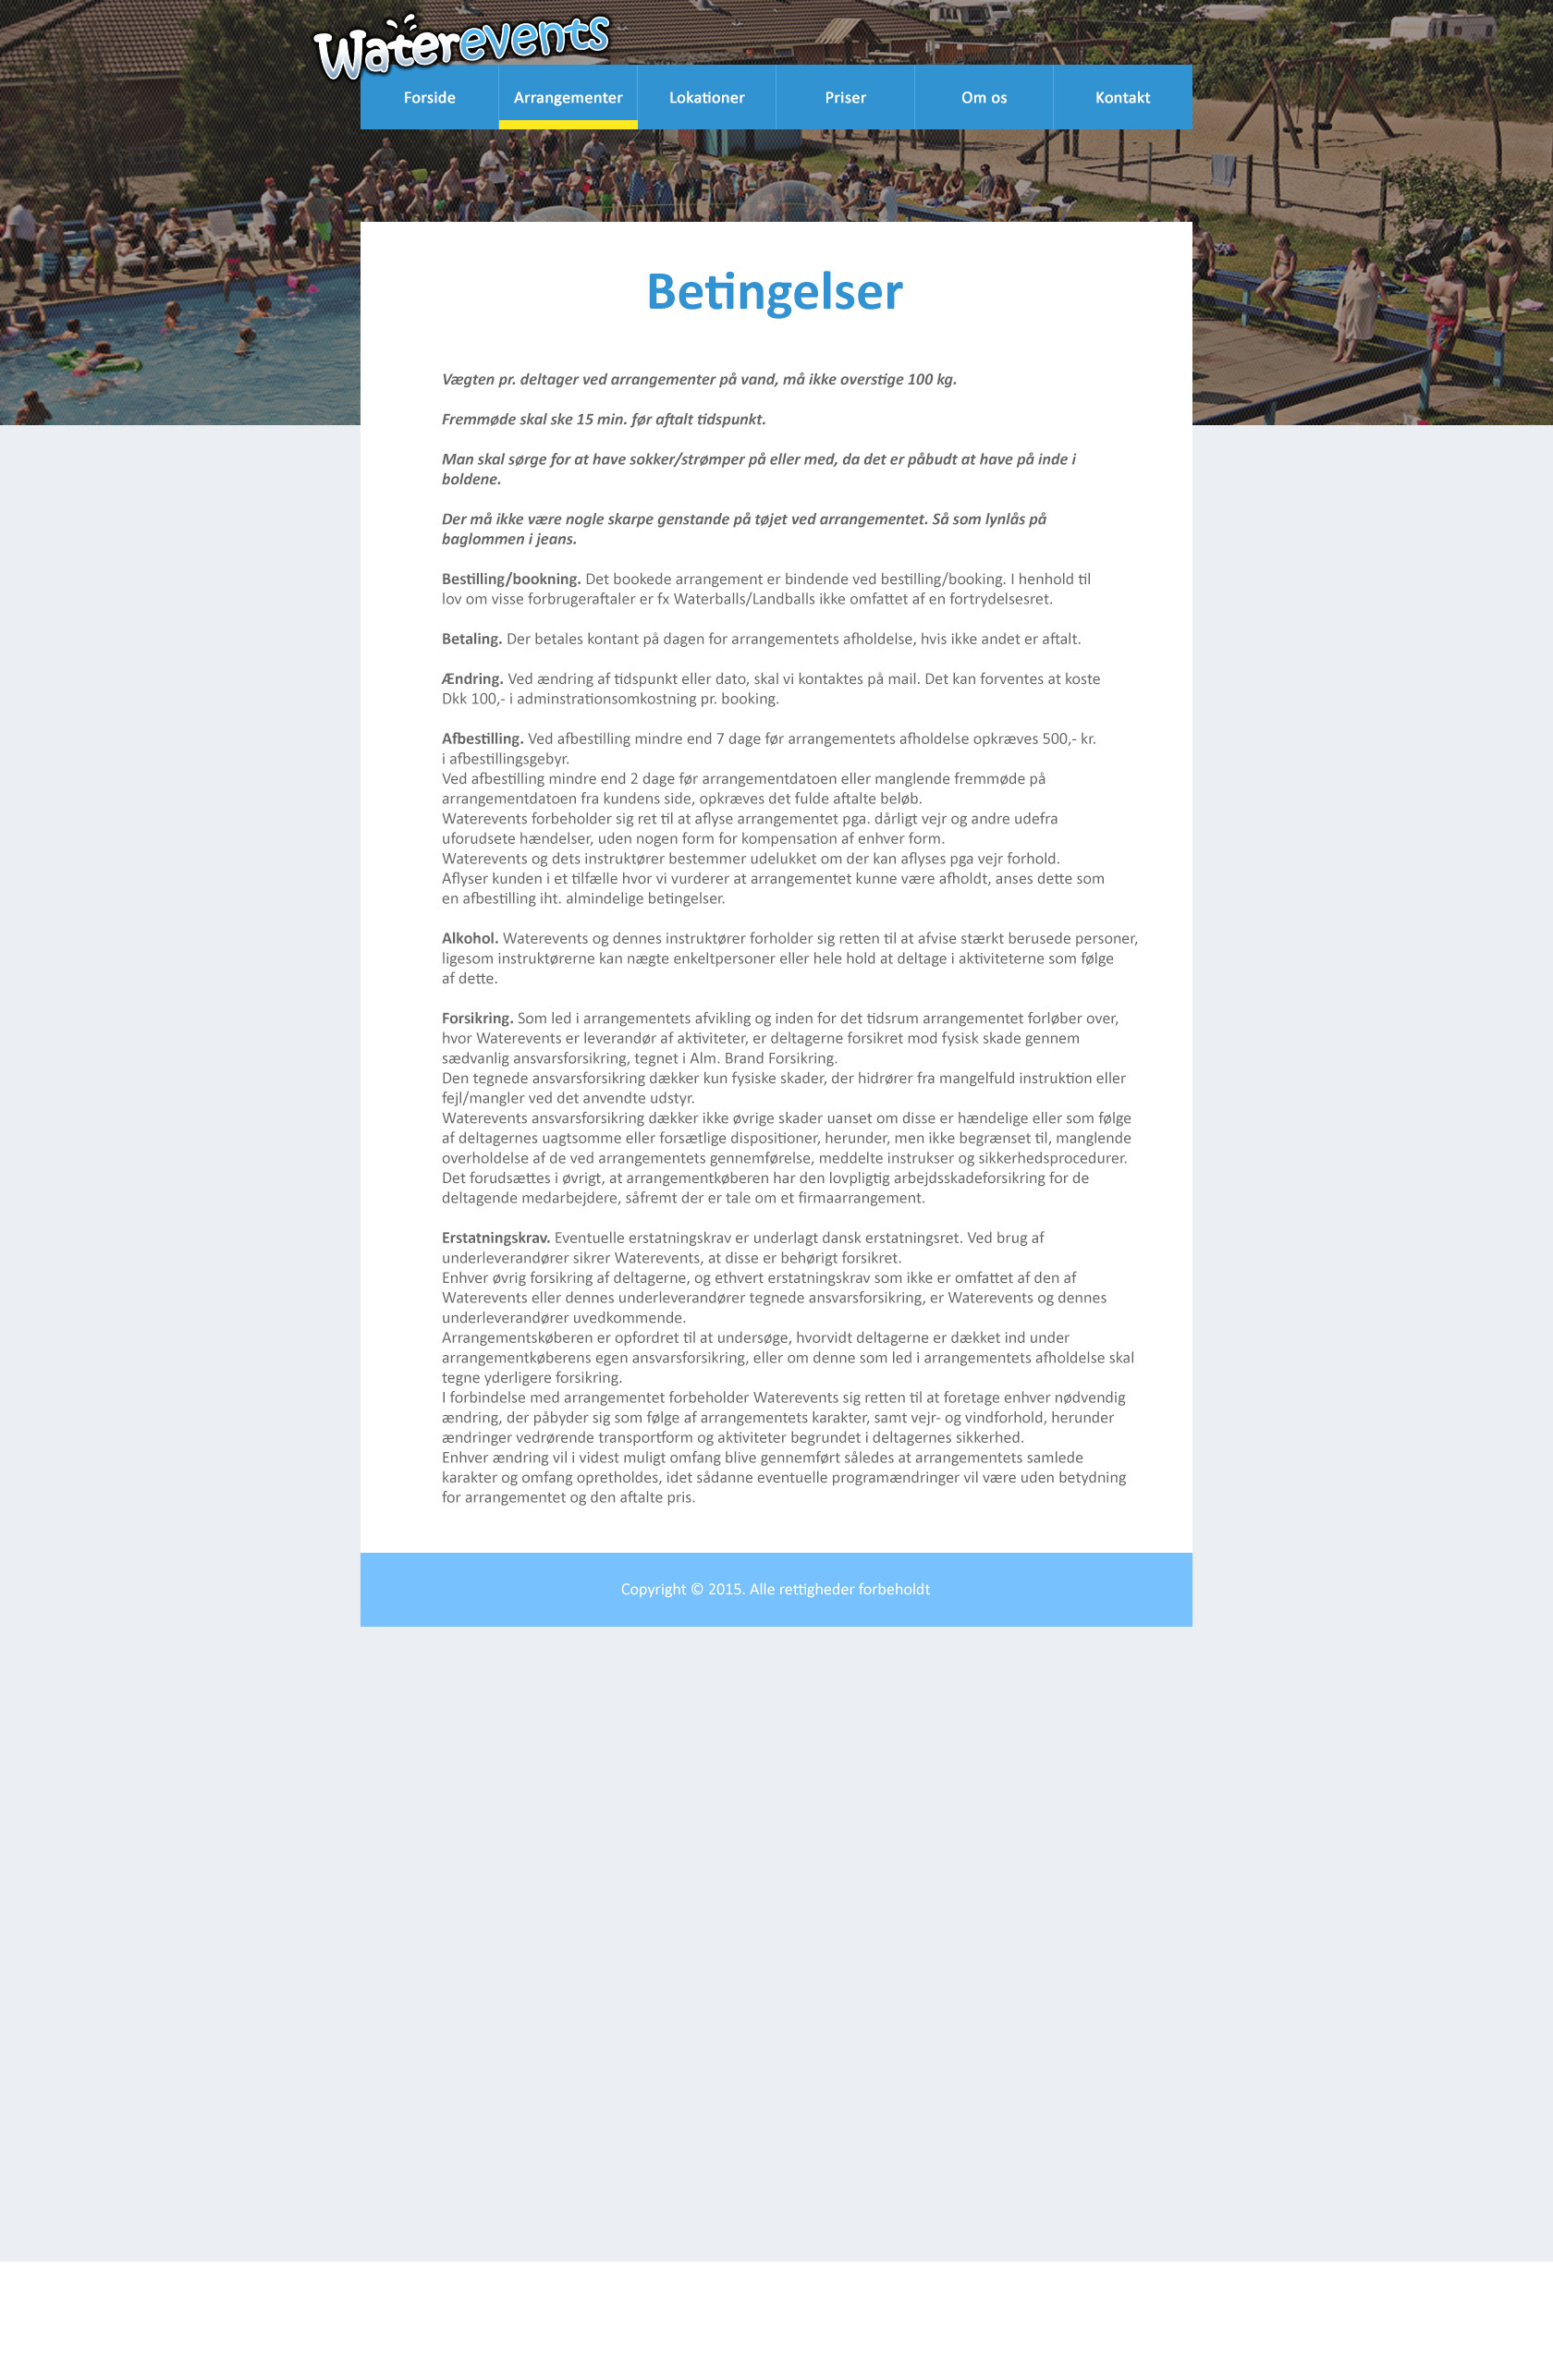 Waterevents
Forside Arrangementer Lokationer Priser Om os Kontakt
Betingelser
Vægten pr. deltager ved arrangementer på vand, må ikke overstige 100 kg.
Fremmøde skal ske 15 min. før aftalt tidspunkt.
Man skal sørge for at have sokker/strømper på eller med, da det er påbudt at have på inde i
boldene.
Der må ikke være nogle skarpe genstande på tøjet ved arrangementet. Så som lynlås på
baglommen i jeans.
Bestilling/bookning. Det bookede arrangement er bindende ved bestilling/booking. I henhold til
lov om visse forbrugeraftaler er fx Waterballs/Landballs ikke omfattet af en fortrydelsesret.
Betaling. Der betales kontant på dagen for arrangementets afholdelse, hvis ikke andet er aftalt.
Ændring. Ved ændring af tidspunkt eller dato, skal vi kontaktes på mail. Det kan forventes at koste
Dkk 100,- i adminstrationsomkostning pr. booking.
Afbestilling. Ved afbestilling mindre end 7 dage før arrangementets afholdelse opkræves 500,- kr.
i afbestillingsgebyr.
Ved afbestilling mindre end 2 dage før arrangementdatoen eller manglende fremmøde på
arrangementdatoen fra kundens side, opkræves det fulde aftalte beløb.
Waterevents forbeholder sig ret til at aflyse arrangementet pga. dårligt vejr og andre udefra
uforudsete hændelser, uden nogen form for kompensation af enhver form.
Waterevents og dets instruktører bestemmer udelukket om der kan aflyses pga vejr forhold.
Aflyser kunden i et tilfælle hvor vi vurderer at arrangementet kunne være afholdt, anses dette som
en afbestilling iht. almindelige betingelser.
Alkohol. Waterevents og dennes instruktører forholder sig retten til at afvise stærkt berusede personer,
ligesom instruktørerne kan nægte enkeltpersoner eller hele hold at deltage i aktiviteterne som følge
af dette.
Forsikring. Som led i arrangementets afvikling og inden for det tidsrum arrangementet forløber over,
hvor Waterevents er leverandør af aktiviteter, er deltagerne forsikret mod fysisk skade gennem
sædvanlig ansvarsforsikring, tegnet i Alm. Brand Forsikring.
Den tegnede ansvarsforsikring dækker kun fysiske skader, der hidrører fra mangelfuld instruktion eller
fejl/mangler ved det anvendte udstyr.
Waterevents ansvarsforsikring dækker ikke øvrige skader uanset om disse er hændelige eller som følge
af deltagernes uagtsomme eller forsætlige dispositioner, herunder, men ikke begrænset til, manglende
overholdelse af de ved arrangementets gennemførelse, meddelte instrukser og sikkerhedsprocedurer.
Det forudsættes i øvrigt, at arrangementkøberen har den lovpligtig arbejdsskadeforsikring for de
deltagende medarbejdere, såfremt der er tale om et firmaarrangement.
Erstatningskrav. Eventuelle erstatningskrav er underlagt dansk erstatningsret. Ved brug af
underleverandører sikrer Waterevents, at disse er behørigt forsikret.
Enhver øvrig forsikring af deltagerne, og ethvert erstatningskrav som ikke er omfattet af den af
Waterevents eller dennes underleverandører tegnede ansvarsforsikring, er Waterevents og dennes
underleverandører uvedkommende.
Arrangementskøberen er opfordret til at undersøge, hvorvidt deltagerne er dækket ind under
arrangementkøberens egen ansvarsforsikring, eller om denne som led i arrangementets afholdelse skal
tegne yderligere forsikring.
I forbindelse med arrangementet forbeholder Waterevents sig retten til at foretage enhver nødvendig
ændring, der påbyder sig som følge af arrangementets karakter, samt vejr- og vindforhold, herunder
ændringer vedrørende transportform og aktiviteter begrundet i deltagernes sikkerhed.
Enhver ændring vil i videst muligt omfang blive gennemført således at arrangementets samlede
karakter og omfang opretholdes, idet sådanne eventuelle programændringer vil være uden betydning
for arrangementet og den aftalte pris.
Copyright © 2015. Alle rettigheder forbeholdt